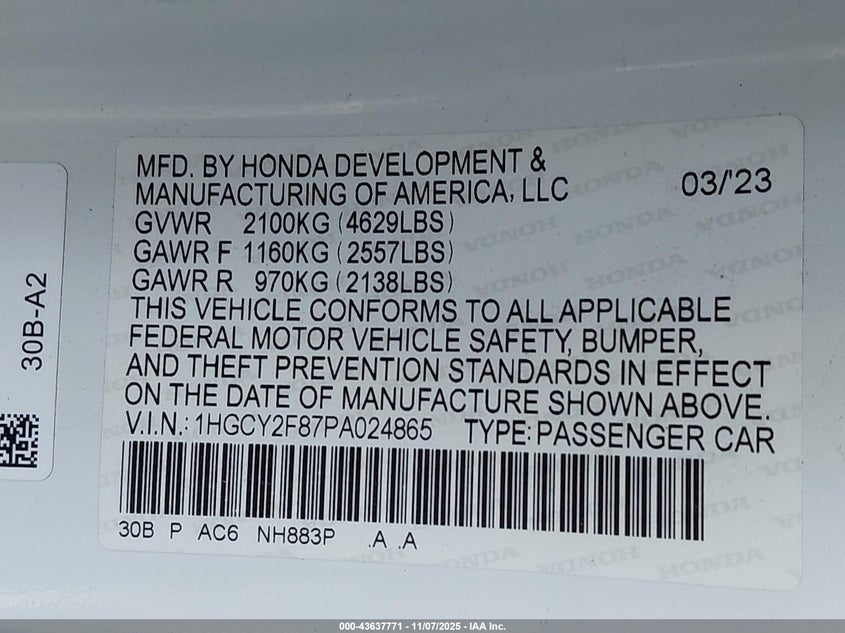 MFD. BY HONDA DEVELOPMENT &
MANUFACTURING OF AMERICA, LLC 03/'23
GVWR 2100KG (4629LBS)
GAWR F 1160KG (2557LBS)
GAWR R 970KG (2138LBS)
THIS VEHICLE CONFORMS TO ALL APPLICABLE
FEDERAL MOTOR VEHICLE SAFETY, BUMPER,
AND THEFT PREVENTION STANDARDS IN EFFECT
ON THE DATE OF MANUFACTURE SHOWN ABOVE.
V.I.N.: 1HGCY2F87PA024865 TYPE: PASSENGER CAR
30B P AC6 NH883P .A .A
30B-A2
000-43637771 - 11/07/2025 - IAA Inc.